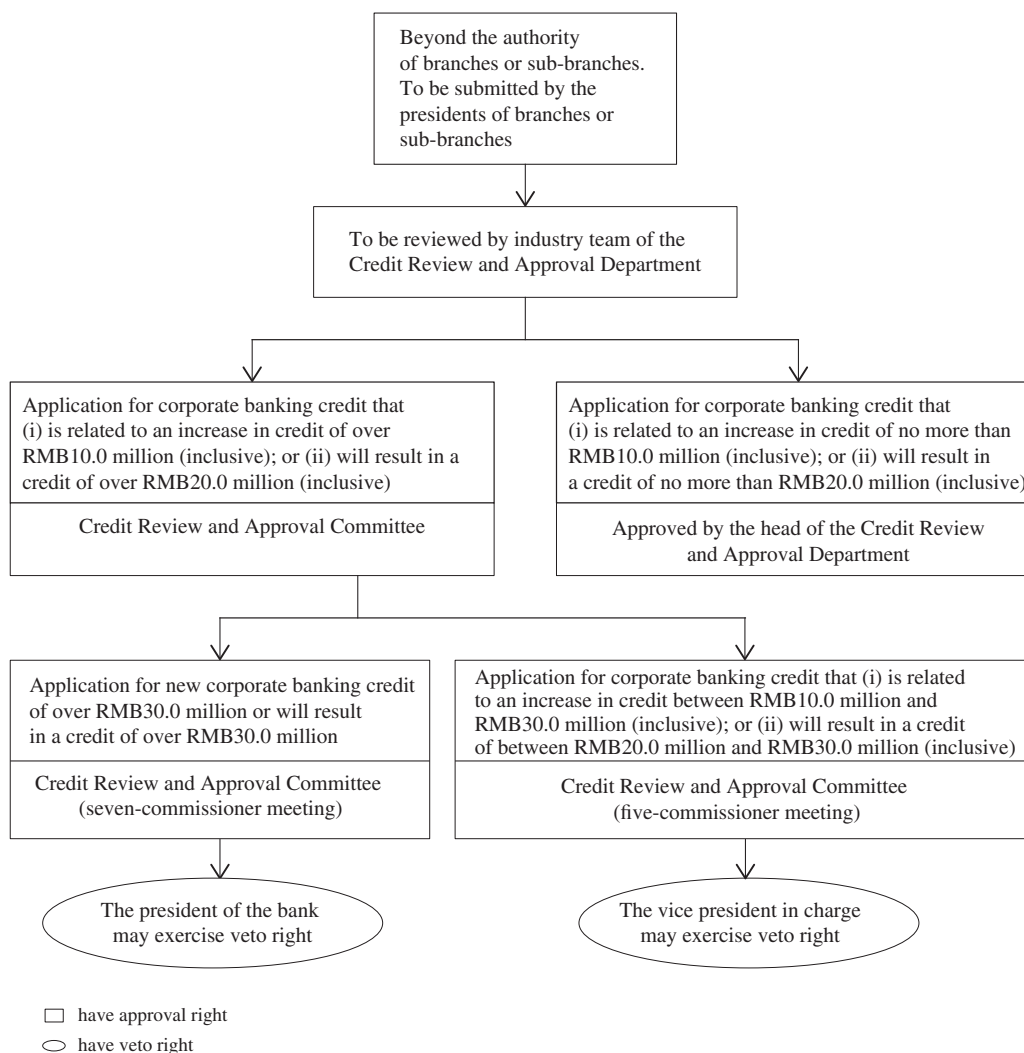 Beyond the authority
of branches or sub-branches.
To be submitted by the
presidents of branches or
sub-branches
To be reviewed by industry team of the
Credit Review and Approval Department
Application for corporate banking credit that
(i) is related to an increase in credit of over
RMB10.0 million (inclusive); or (ii) will result in a
credit of over RMB20.0 million (inclusive)
Credit Review and Approval Committee
Application for corporate banking credit that
(i) is related to an increase in credit of no more than
RMB10.0 million (inclusive); or (ii) will result in
a credit of no more than RMB20.0 million (inclusive)
Approved by the head of the Credit Review
and Approval Department
Application for new corporate banking credit
of over RMB30.0 million or will result
in a credit of over RMB30.0 million
Credit Review and Approval Committee
(seven-commissioner meeting)
Application for corporate banking credit that (i) is related
to an increase in credit between RMB10.0 million and
RMB30.0 million (inclusive); or (ii) will result in a credit
of between RMB20.0 million and RMB30.0 million (inclusive)
Credit Review and Approval Committee
(five-commissioner meeting)
The president of the bank
may exercise veto right
The vice president in charge
may exercise veto right
have approval right
have veto right